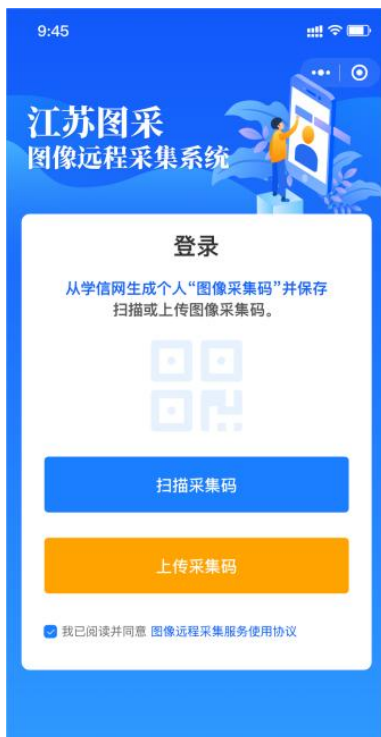 9:45
江苏图采
图像远程采集系统
登录
从学信网生成个人“图像采集码”并保存
扫描或上传图像采集码。
扫描采集码
上传采集码
我已阅读并同意 图像远程采集服务使用协议